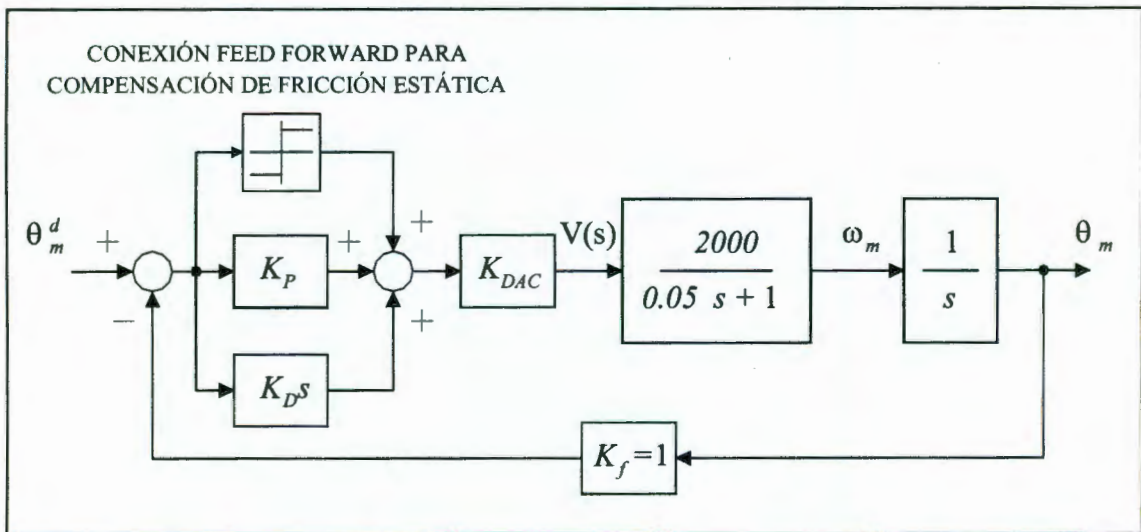 CONEXIÓN FEED FORWARD PARA
COMPENSACIÓN DE FRICCIÓN ESTÁTICA
θ_m^d
+
−
K_P
K_D s
+
+
+
K_DAC
V(s)
2000
0.05 s + 1
ω_m
1
s
θ_m
K_f = 1